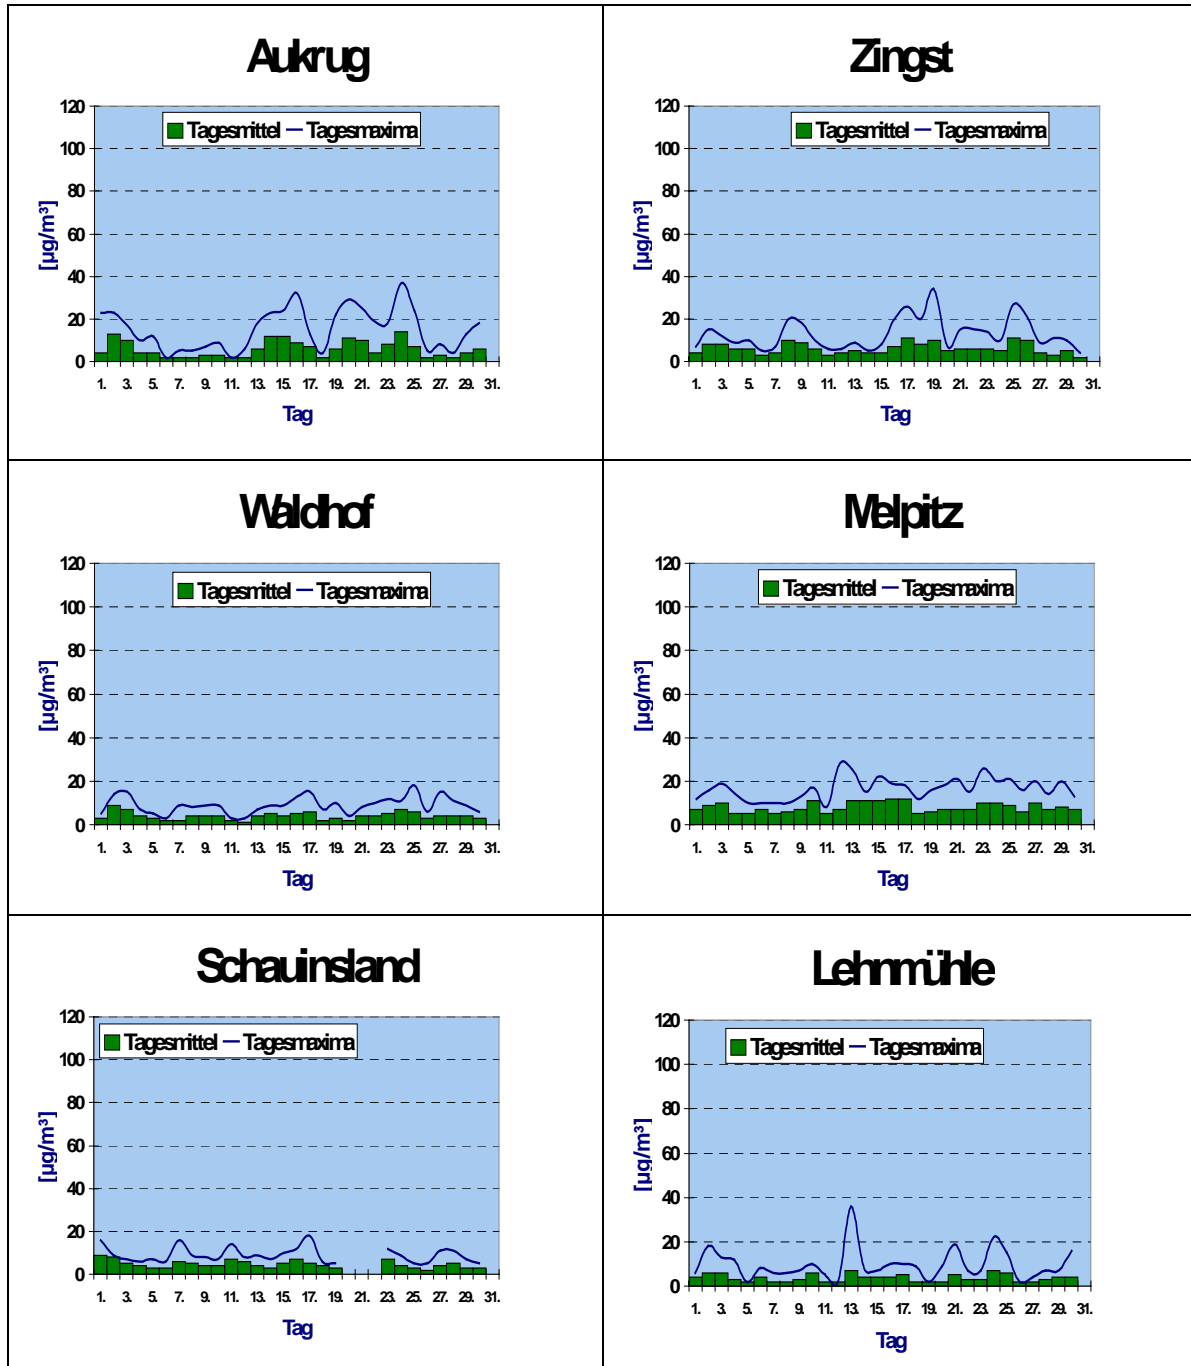 Aukrug
120
Tagesmittel Tagesmaxima
100
80
60
40
20
0
[µg/m³]
1. 3. 5. 7. 9. 11. 13. 15. 17. 19. 21. 23. 25. 27. 29. 31.
Tag
Zingst
120
Tagesmittel Tagesmaxima
100
80
60
40
20
0
[µg/m³]
1. 3. 5. 7. 9. 11. 13. 15. 17. 19. 21. 23. 25. 27. 29. 31.
Tag
Waldhof
120
Tagesmittel Tagesmaxima
100
80
60
40
20
0
[µg/m³]
1. 3. 5. 7. 9. 11. 13. 15. 17. 19. 21. 23. 25. 27. 29. 31.
Tag
Melpitz
120
Tagesmittel Tagesmaxima
100
80
60
40
20
0
[µg/m³]
1. 3. 5. 7. 9. 11. 13. 15. 17. 19. 21. 23. 25. 27. 29. 31.
Tag
Schauinsland
120
Tagesmittel Tagesmaxima
100
80
60
40
20
0
[µg/m³]
1. 3. 5. 7. 9. 11. 13. 15. 17. 19. 21. 23. 25. 27. 29. 31.
Tag
Lehnmühle
120
Tagesmittel Tagesmaxima
100
80
60
40
20
0
[µg/m³]
1. 3. 5. 7. 9. 11. 13. 15. 17. 19. 21. 23. 25. 27. 29. 31.
Tag